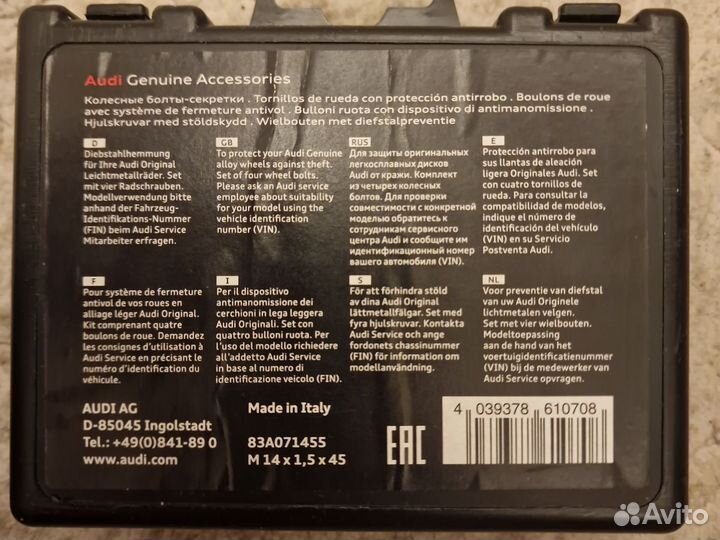 Audi Genuine Accessories
Колесные болты-секретки . Tornillos de rueda con protección antirrobo . Boulons de roue
avec système de fermeture antivol . Bulloni ruota con dispositivo di antimanomissione .
Hjulskruvar med stöldskydd . Wielbouten met diefstalpreventie
D
Diebstahlhemmung
für Ihre Audi Original
Leichtmetallräder. Set
mit vier Radschrauben.
Modellverwendung bitte
anhand der Fahrzeug-
Identifikations-Nummer
(FIN) beim Audi Service
Mitarbeiter erfragen.
GB
To protect your Audi Genuine
alloy wheels against theft.
Set of four wheel bolts.
Please ask an Audi service
employee about suitability
for your model using the
vehicle identification
number (VIN).
RUS
Для защиты оригинальных
легкосплавных дисков
Audi от кражи. Комплект
из четырех колесных
болтов. Для проверки
совместимости с конкретной
моделью обратитесь к
сотрудникам сервисного
центра Audi и сообщите им
идентификационный номер
вашего автомобиля (VIN).
E
Protección antirrobo para
sus llantas de aleación
ligera Originales Audi. Set
con cuatro tornillos de
rueda. Para consultar la
compatibilidad de modelos,
indique el número de
identificación del vehículo
(VIN) en su Servicio
Postventa Audi.
F
Pour système de fermeture
antivol de vos roues en
alliage léger Audi Original.
Kit comprenant quatre
boulons de roue. Demandez
les consignes d'utilisation à
Audi Service en précisant le
numéro d'identification du
véhicule.
I
Per il dispositivo
antimanomissione dei
cerchioni in lega leggera
Audi Originali. Set con
quattro bulloni ruota. Per
l'uso del modello richiedere
all'addetto Audi Service
in base al numero di
identificazione veicolo (FIN).
S
För att förhindra stöld
av dina Audi Original
lättmetallfälgar. Set med
fyra hjulskruvar. Kontakta
Audi Service och ange
fordonets chassinummer
(FIN) för information om
modellanvändning.
NL
Voor preventie van diefstal
van uw Audi Originele
lichtmetalen velgen.
Set met vier wielbouten.
Modeltoepassing
aan de hand van het
voertuigidentificatienummer
(VIN) bij de medewerker van
Audi Service opvragen.
AUDI AG
D-85045 Ingolstadt
Tel.: +49(0)841-89 0
www.audi.com
Made in Italy
83A071455
M 14 x 1,5 x 45
EAC
4 039378 610708
Avito